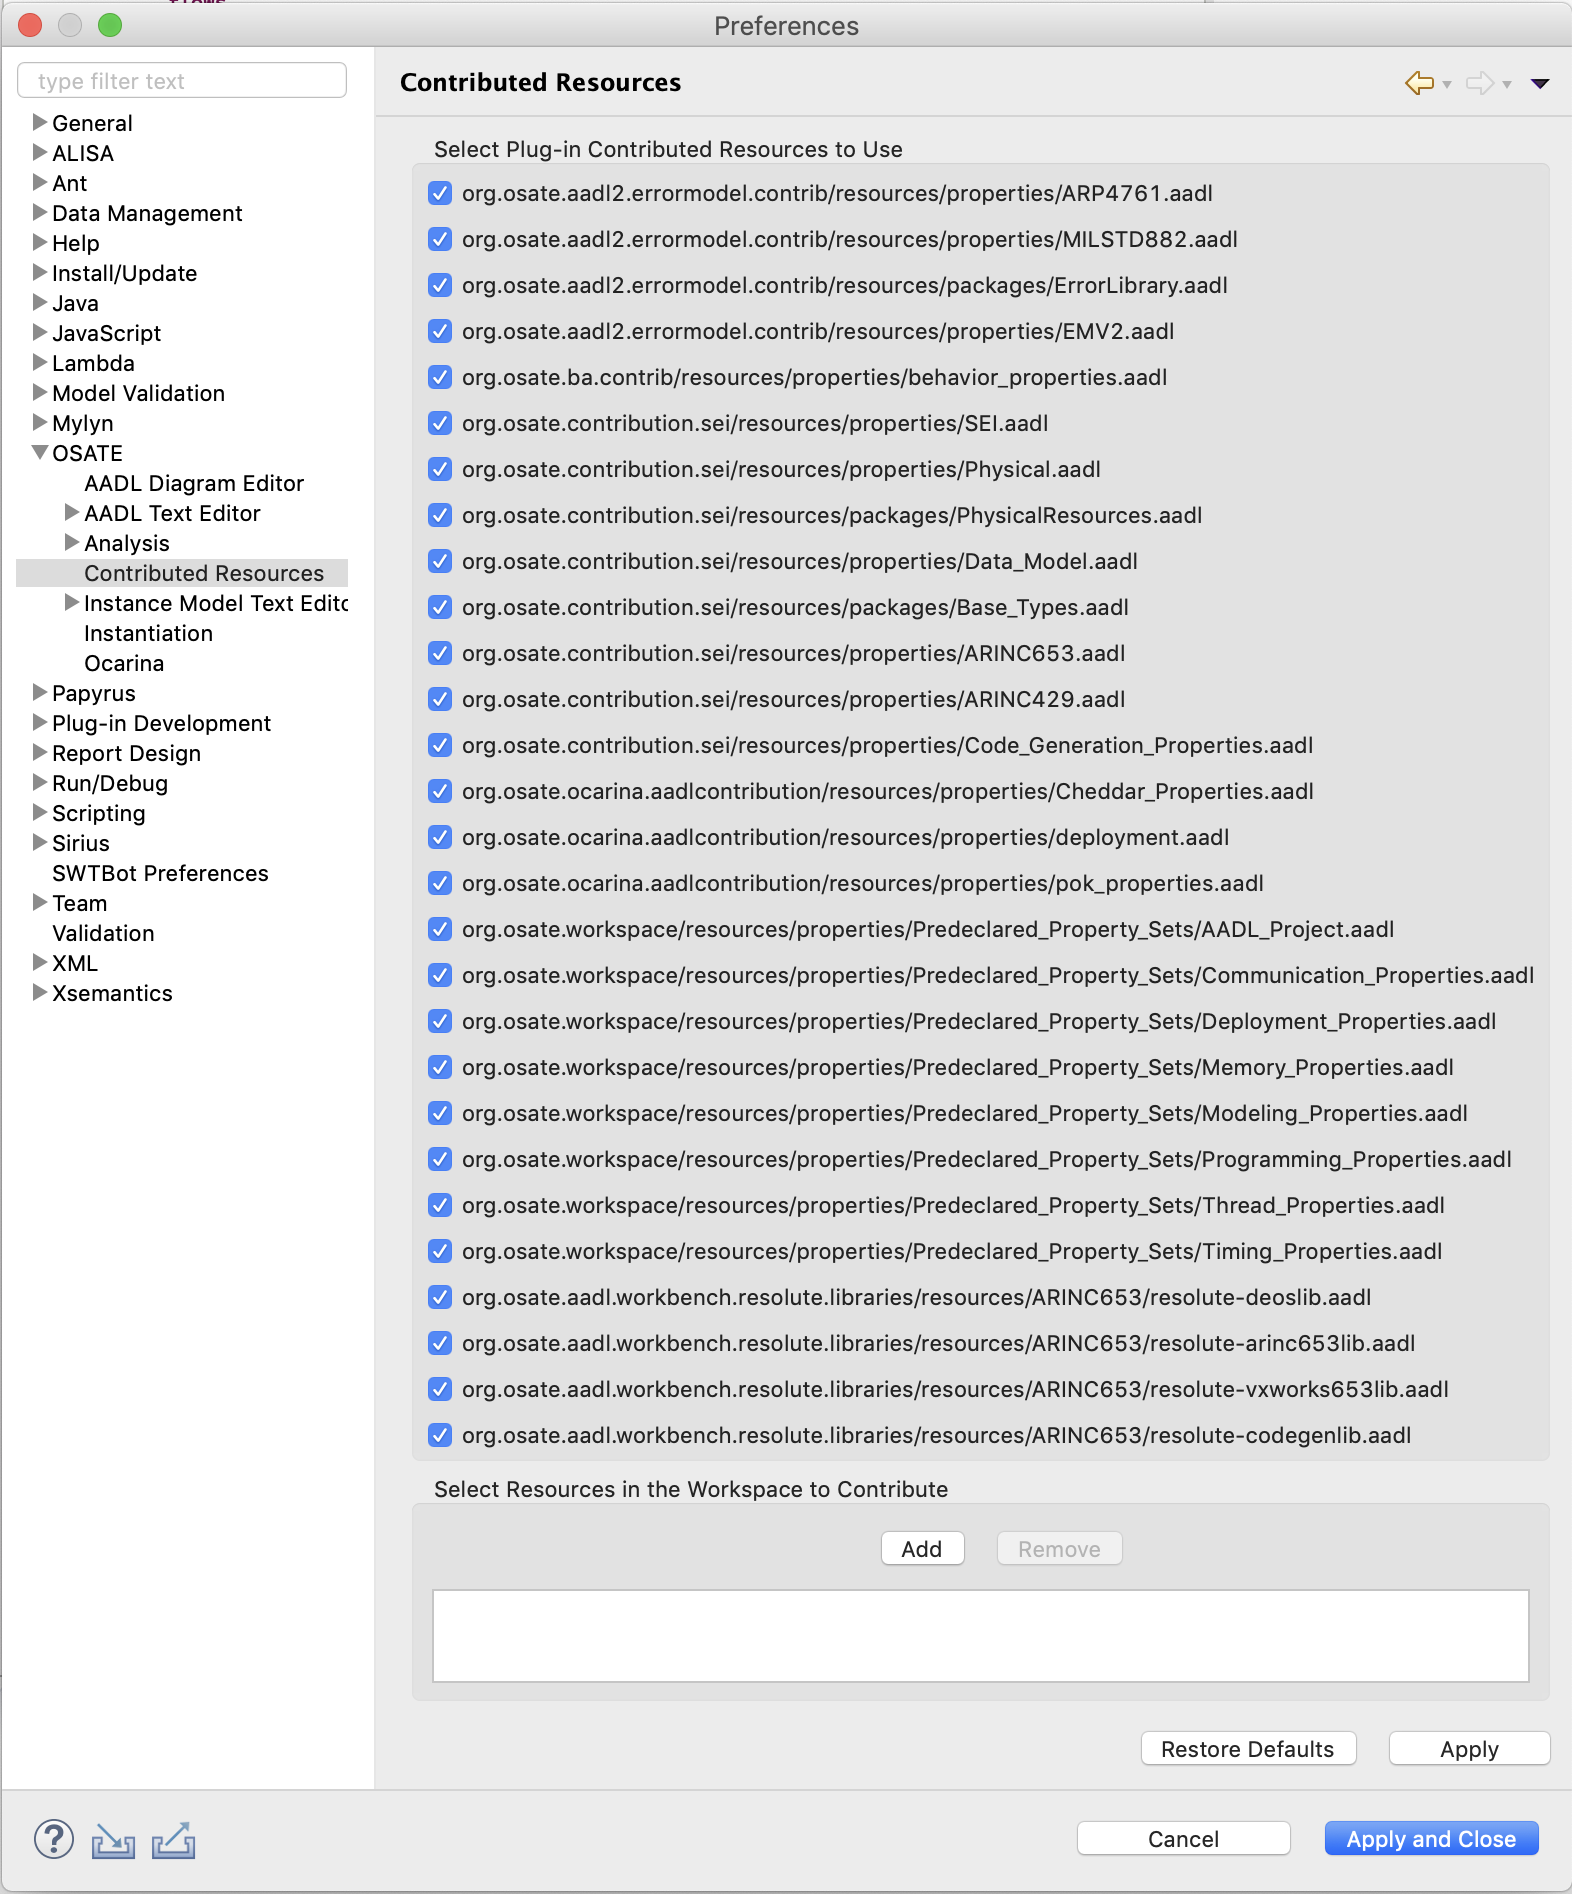 Preferences
type filter text
General
ALISA
Ant
Data Management
Help
Install/Update
Java
JavaScript
Lambda
Model Validation
Mylyn
OSATE
AADL Diagram Editor
AADL Text Editor
Analysis
Contributed Resources
Instance Model Text Edito
Instantiation
Ocarina
Papyrus
Plug-in Development
Report Design
Run/Debug
Scripting
Sirius
SWTBot Preferences
Team
Validation
XML
Xsemantics
Contributed Resources
Select Plug-in Contributed Resources to Use
org.osate.aadl2.errormodel.contrib/resources/properties/ARP4761.aadl
org.osate.aadl2.errormodel.contrib/resources/properties/MILSTD882.aadl
org.osate.aadl2.errormodel.contrib/resources/packages/ErrorLibrary.aadl
org.osate.aadl2.errormodel.contrib/resources/properties/EMV2.aadl
org.osate.ba.contrib/resources/properties/behavior_properties.aadl
org.osate.contribution.sei/resources/properties/SEI.aadl
org.osate.contribution.sei/resources/properties/Physical.aadl
org.osate.contribution.sei/resources/packages/PhysicalResources.aadl
org.osate.contribution.sei/resources/properties/Data_Model.aadl
org.osate.contribution.sei/resources/packages/Base_Types.aadl
org.osate.contribution.sei/resources/properties/ARINC653.aadl
org.osate.contribution.sei/resources/properties/ARINC429.aadl
org.osate.contribution.sei/resources/properties/Code_Generation_Properties.aadl
org.osate.ocarina.aadlcontribution/resources/properties/Cheddar_Properties.aadl
org.osate.ocarina.aadlcontribution/resources/properties/deployment.aadl
org.osate.ocarina.aadlcontribution/resources/properties/pok_properties.aadl
org.osate.workspace/resources/properties/Predeclared_Property_Sets/AADL_Project.aadl
org.osate.workspace/resources/properties/Predeclared_Property_Sets/Communication_Properties.aadl
org.osate.workspace/resources/properties/Predeclared_Property_Sets/Deployment_Properties.aadl
org.osate.workspace/resources/properties/Predeclared_Property_Sets/Memory_Properties.aadl
org.osate.workspace/resources/properties/Predeclared_Property_Sets/Modeling_Properties.aadl
org.osate.workspace/resources/properties/Predeclared_Property_Sets/Programming_Properties.aadl
org.osate.workspace/resources/properties/Predeclared_Property_Sets/Thread_Properties.aadl
org.osate.workspace/resources/properties/Predeclared_Property_Sets/Timing_Properties.aadl
org.osate.aadl.workbench.resolute.libraries/resources/ARINC653/resolute-deoslib.aadl
org.osate.aadl.workbench.resolute.libraries/resources/ARINC653/resolute-arinc653lib.aadl
org.osate.aadl.workbench.resolute.libraries/resources/ARINC653/resolute-vxworks653lib.aadl
org.osate.aadl.workbench.resolute.libraries/resources/ARINC653/resolute-codegenlib.aadl
Select Resources in the Workspace to Contribute
Add Remove
Restore Defaults Apply
? Cancel Apply and Close